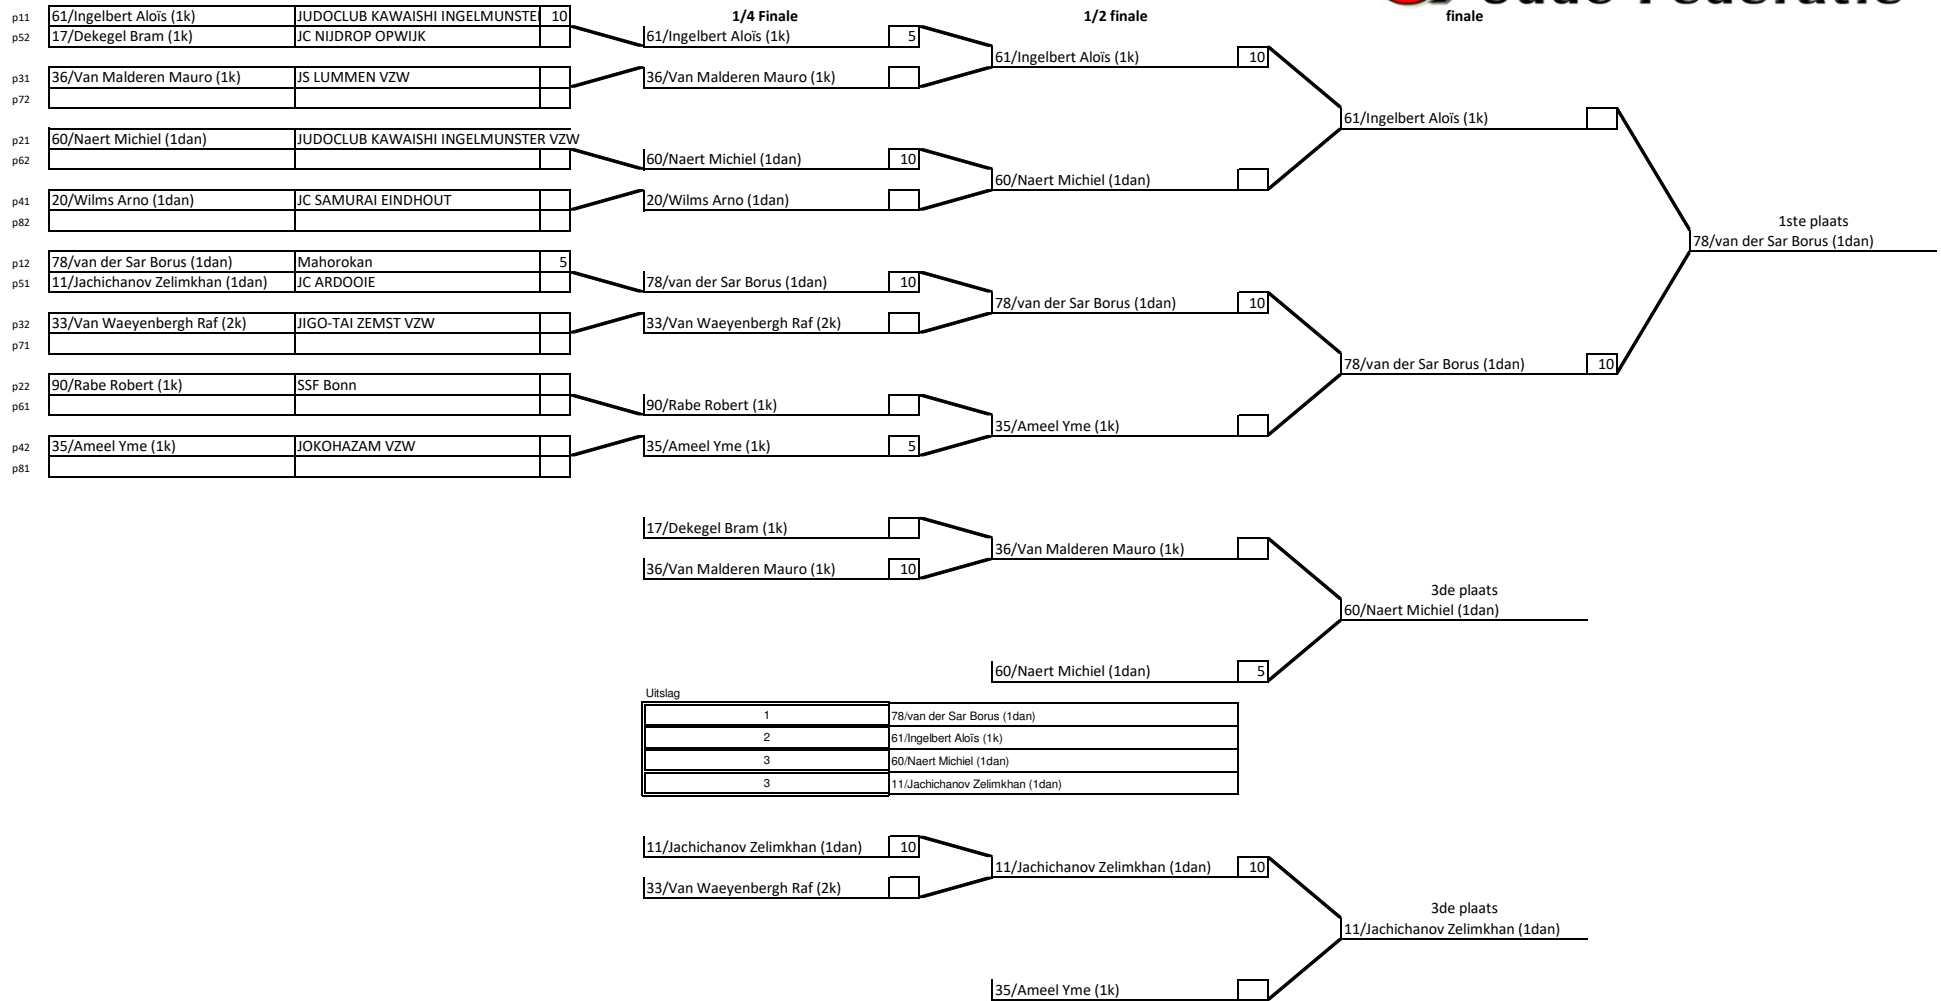 1/4 Finale 1/2 finale finale
p11 61/Ingelbert Aloïs (1k) JUDOCLUB KAWAISHI INGELMUNSTE 10
p52 17/Dekegel Bram (1k) JC NIJDROP OPWIJK
61/Ingelbert Aloïs (1k) 5
61/Ingelbert Aloïs (1k) 10
p31 36/Van Malderen Mauro (1k) JS LUMMEN VZW
36/Van Malderen Mauro (1k)
p72
61/Ingelbert Aloïs (1k)
p21 60/Naert Michiel (1dan) JUDOCLUB KAWAISHI INGELMUNSTER VZW
p62
60/Naert Michiel (1dan) 10
60/Naert Michiel (1dan)
p41 20/Wilms Arno (1dan) JC SAMURAI EINDHOUT
20/Wilms Arno (1dan)
p82
1ste plaats
78/van der Sar Borus (1dan)
p12 78/van der Sar Borus (1dan) Mahorokan 5
p51 11/Jachichanov Zelimkhan (1dan) JC ARDOOIE
78/van der Sar Borus (1dan) 10
78/van der Sar Borus (1dan) 10
p32 33/Van Waeyenbergh Raf (2k) JIGO-TAI ZEMST VZW
33/Van Waeyenbergh Raf (2k)
p71
78/van der Sar Borus (1dan) 10
p22 90/Rabe Robert (1k) SSF Bonn
p61
90/Rabe Robert (1k)
35/Ameel Yme (1k)
p42 35/Ameel Yme (1k) JOKOHAZAM VZW
35/Ameel Yme (1k) 5
p81
17/Dekegel Bram (1k)
36/Van Malderen Mauro (1k)
36/Van Malderen Mauro (1k) 10
3de plaats
60/Naert Michiel (1dan)
60/Naert Michiel (1dan) 5
Uitslag
1 78/van der Sar Borus (1dan)
2 61/Ingelbert Aloïs (1k)
3 60/Naert Michiel (1dan)
3 11/Jachichanov Zelimkhan (1dan)
11/Jachichanov Zelimkhan (1dan) 10
11/Jachichanov Zelimkhan (1dan) 10
33/Van Waeyenbergh Raf (2k)
3de plaats
11/Jachichanov Zelimkhan (1dan)
35/Ameel Yme (1k)